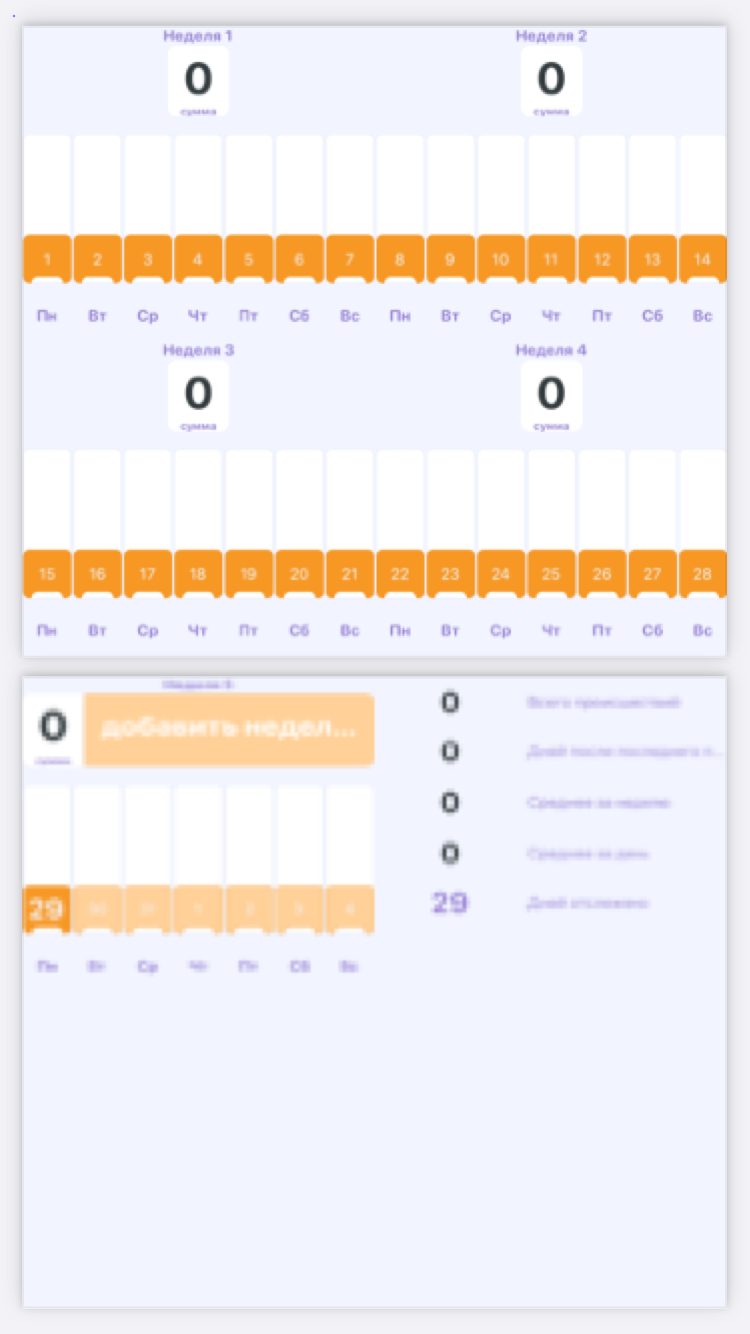 Неделя 1 Неделя 2
0 0
сумма сумма
1 2 3 4 5 6 7 8 9 10 11 12 13 14
Пн Вт Ср Чт Пт Сб Вс Пн Вт Ср Чт Пт Сб Вс
Неделя 3 Неделя 4
0 0
сумма сумма
15 16 17 18 19 20 21 22 23 24 25 26 27 28
Пн Вт Ср Чт Пт Сб Вс Пн Вт Ср Чт Пт Сб Вс
Неделя 5
0 добавить недел...
сумма
29 30 31 1 2 3 4
Пн Вт Ср Чт Пт Сб Вс
0 Всего происшествий
0 Дней после последнего п...
0 Среднее за неделю
0 Среднее за день
29 Дней отслежено